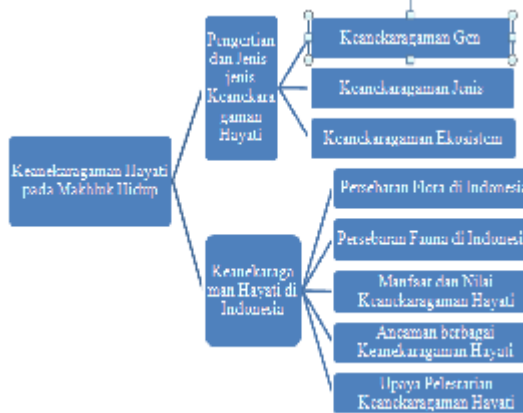 Keanekaragaman Hayati
pada Makhluk Hidup
Pengertian
dan Jenis
jenis
Keanekara
gaman
Hayati
Keanekaragaman Gen
Keanekaragaman Jenis
Keanekaragaman Ekosistem
Keanekaraga
man Hayati di
Indonesia
Persebaran Flora di Indonesia
Persebaran Fauna di Indonesia
Manfaat dan Nilai
Keanekaragaman Hayati
Ancaman berbagai
Keanekaragaman Hayati
Upaya Pelestarian
Keanekaragaman Hayati